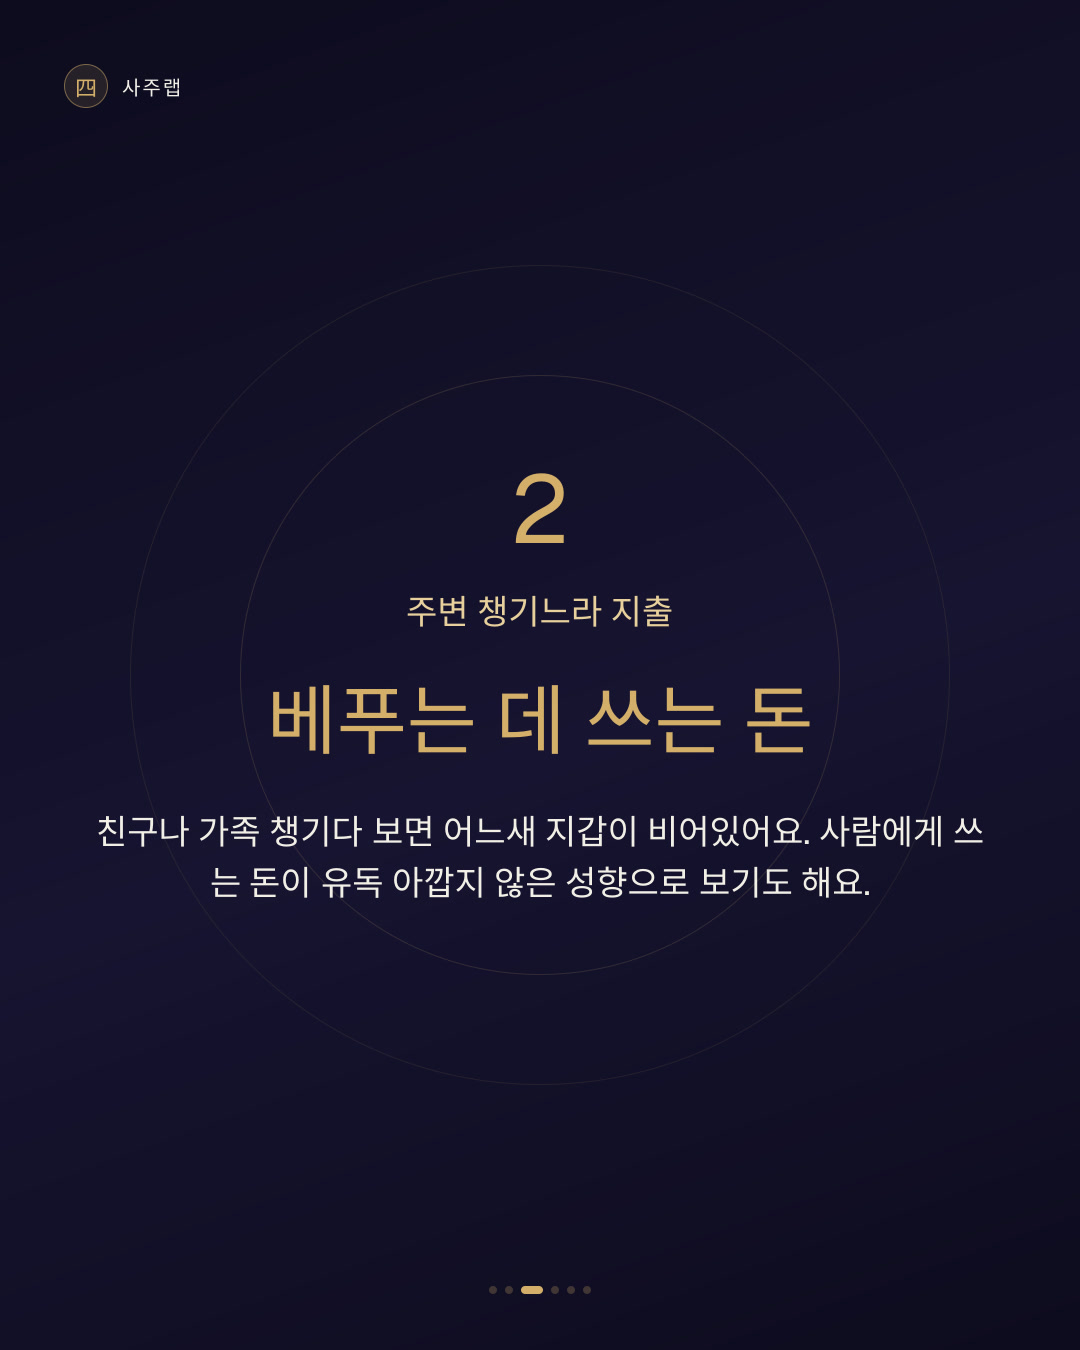 四 사주랩
2
주변 챙기느라 지출
베푸는 데 쓰는 돈
친구나 가족 챙기다 보면 어느새 지갑이 비어있어요. 사람에게 쓰
는 돈이 유독 아깝지 않은 성향으로 보기도 해요.